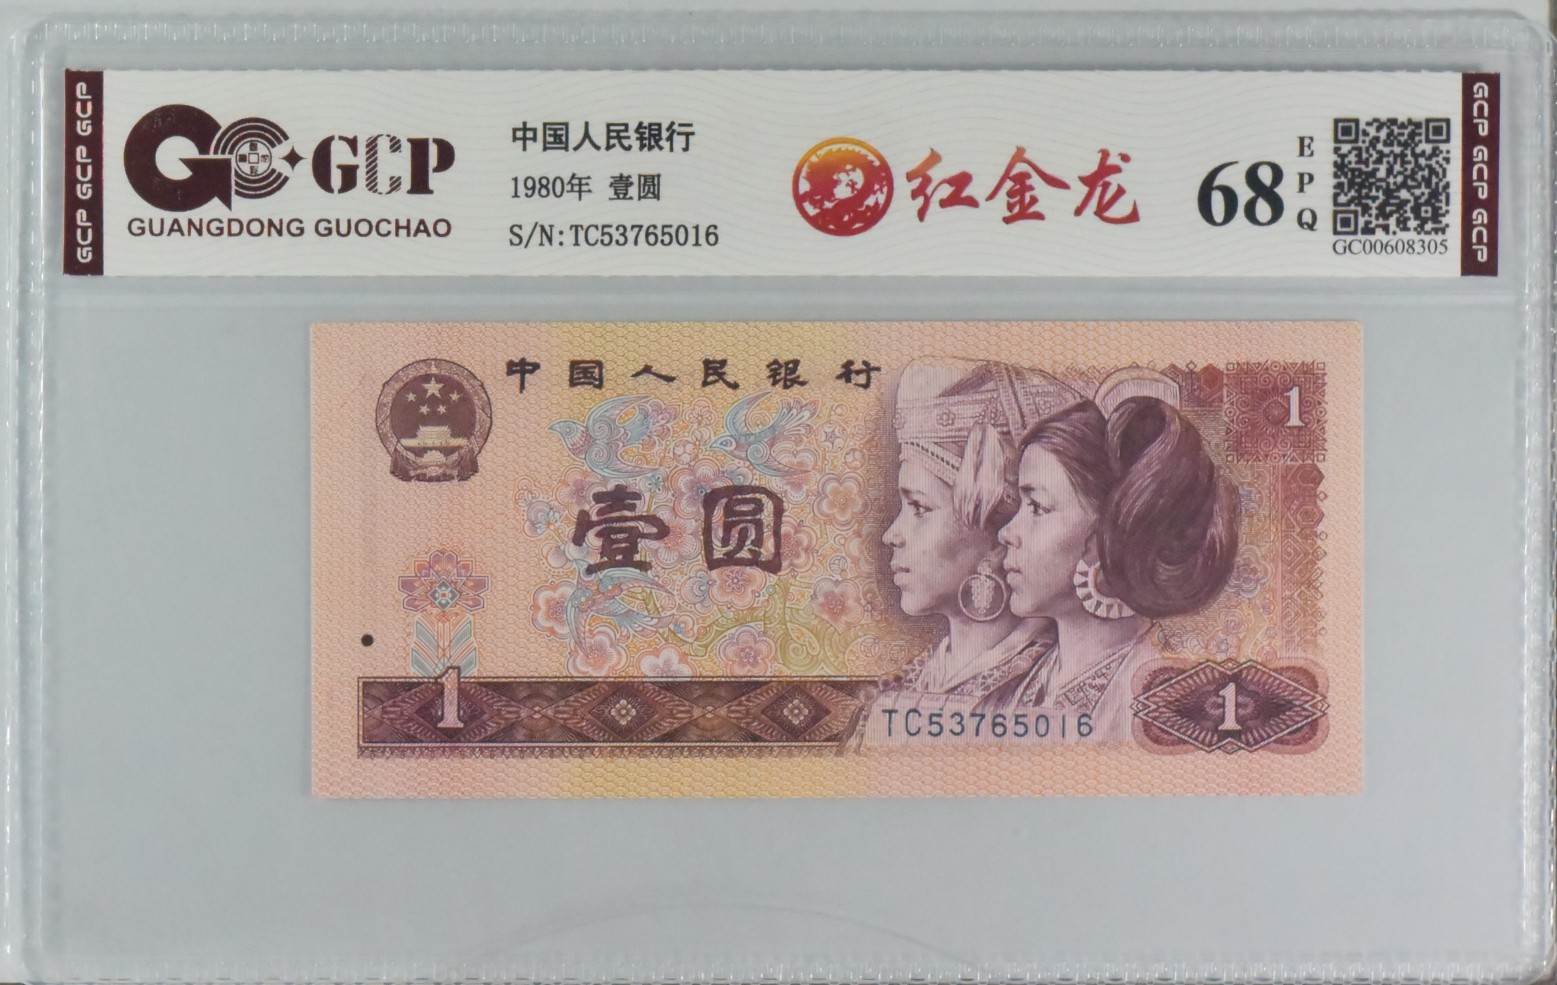 GCP GCP GCP
GCP
GUANGDONG GUOCHAO
中国人民银行
1980年 壹圆
S/N:TC53765016
红金龙
68
EPQ
GC00608305
GCP GCP GCP
中国人民银行
1
壹圆
1
TC53765016
1